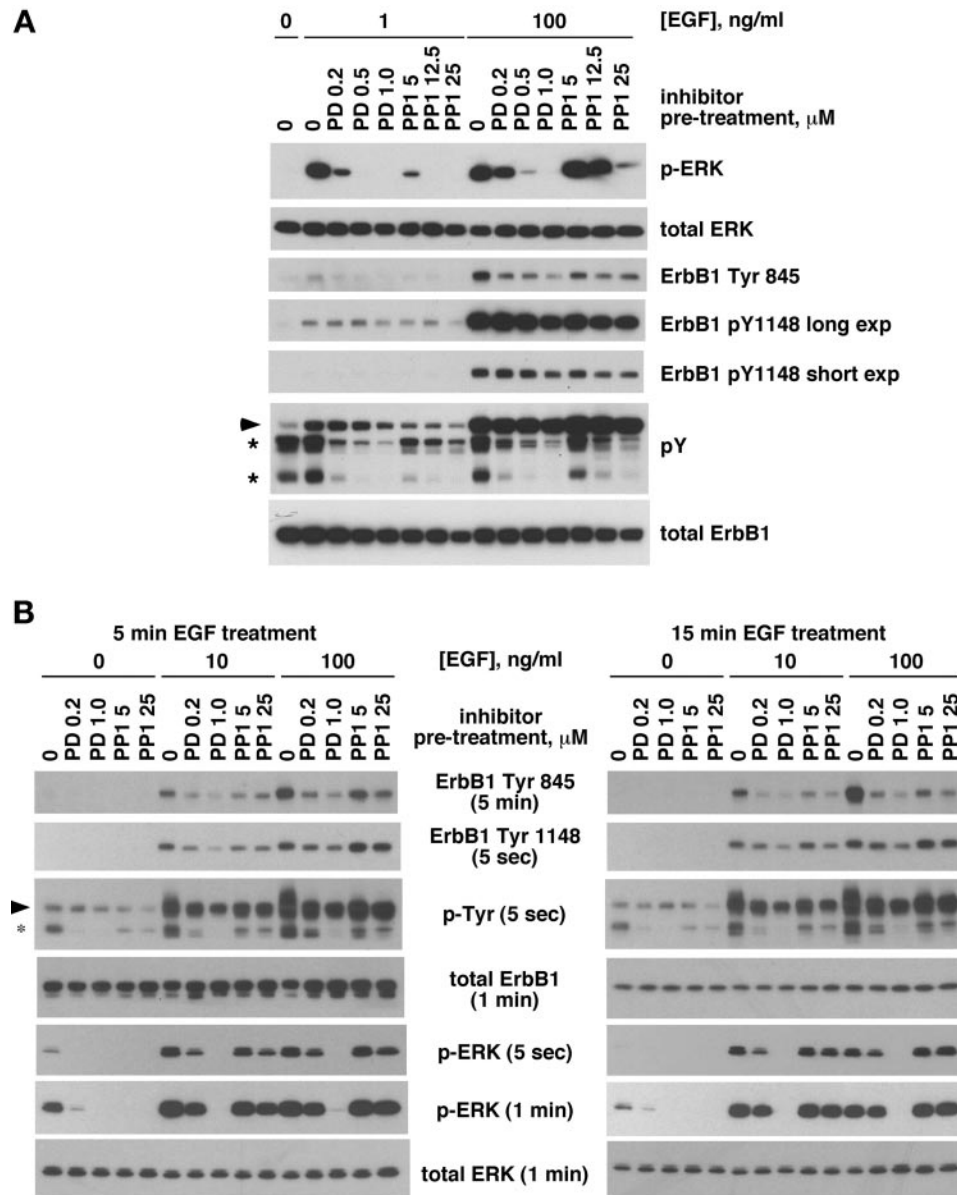 A
0 1 100 [EGF], ng/ml
0 0 PD 0.2 PD 0.5 PD 1.0 PP1 5 PP1 12.5 PP1 25 0 PD 0.2 PD 0.5 PD 1.0 PP1 5 PP1 12.5 PP1 25
inhibitor
pre-treatment, μM
p-ERK
total ERK
ErbB1 Tyr 845
ErbB1 pY1148 long exp
ErbB1 pY1148 short exp
*
pY
*
total ErbB1
B
5 min EGF treatment 15 min EGF treatment
0 10 100 [EGF], ng/ml 0 10 100
0 PD 0.2 PD 1.0 PP1 5 PP1 25 0 PD 0.2 PD 1.0 PP1 5 PP1 25 0 PD 0.2 PD 1.0 PP1 5 PP1 25
inhibitor
pre-treatment, μM
0 PD 0.2 PD 1.0 PP1 5 PP1 25 0 PD 0.2 PD 1.0 PP1 5 PP1 25 0 PD 0.2 PD 1.0 PP1 5 PP1 25
ErbB1 Tyr 845
(5 min)
ErbB1 Tyr 1148
(5 sec)
p-Tyr (5 sec)
*
total ErbB1
(1 min)
p-ERK (5 sec)
p-ERK (1 min)
total ERK (1 min)